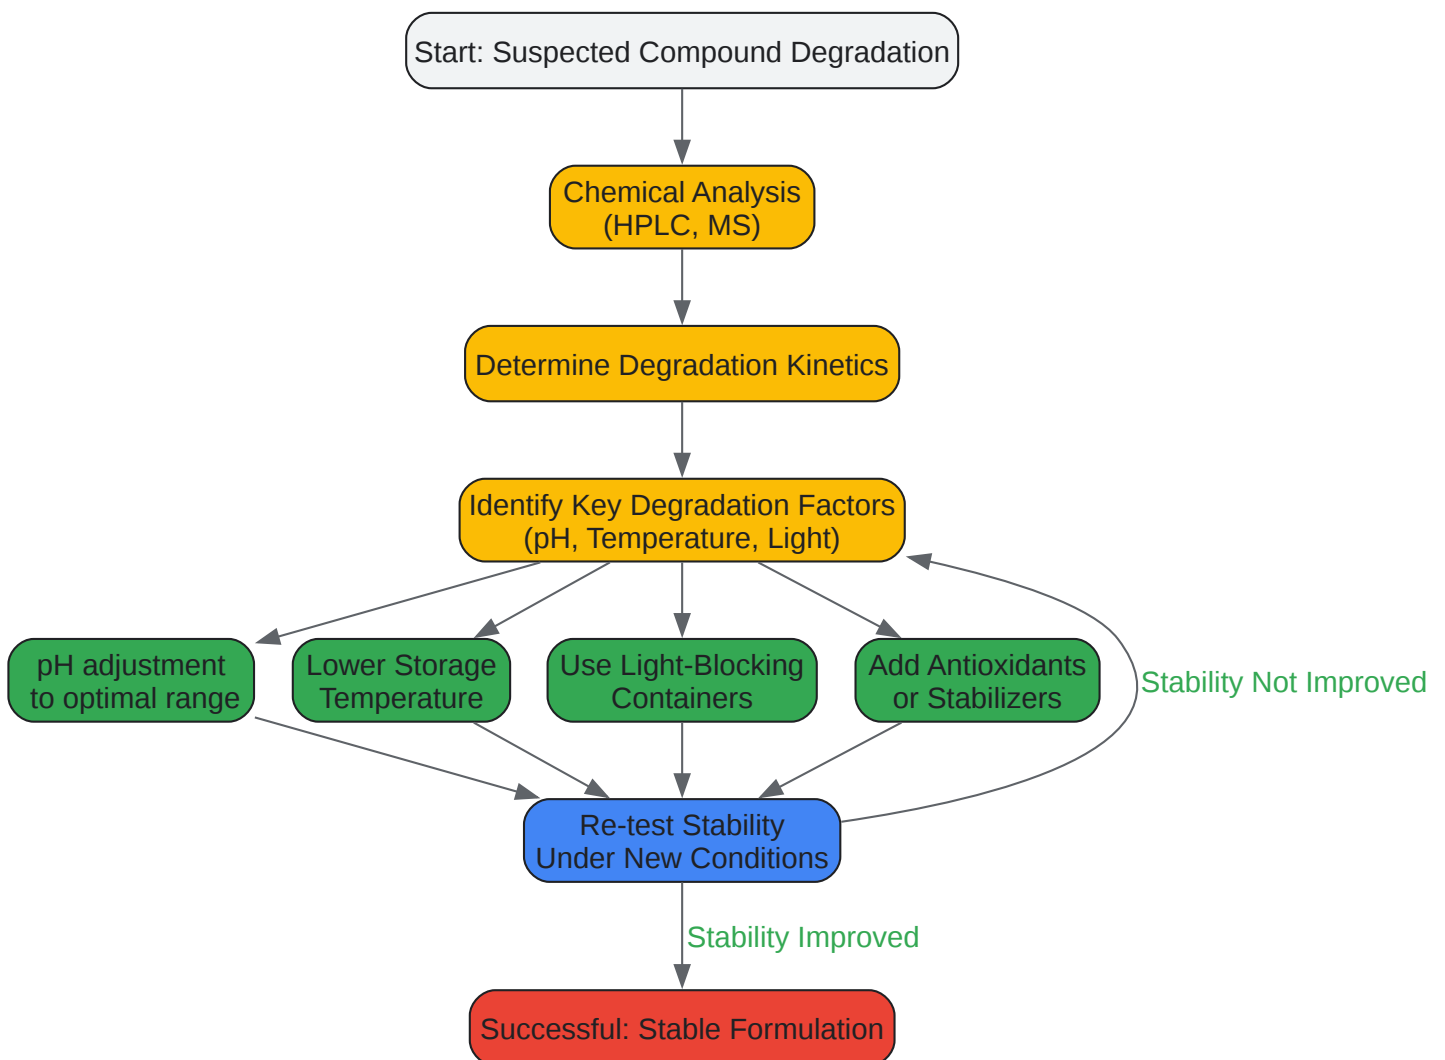 Start: Suspected Compound Degradation
Chemical Analysis
(HPLC, MS)
Determine Degradation Kinetics
Identify Key Degradation Factors
(pH, Temperature, Light)
pH adjustment
to optimal range
Lower Storage
Temperature
Use Light-Blocking
Containers
Add Antioxidants
or Stabilizers
Stability Not Improved
Re-test Stability
Under New Conditions
Stability Improved
Successful: Stable Formulation